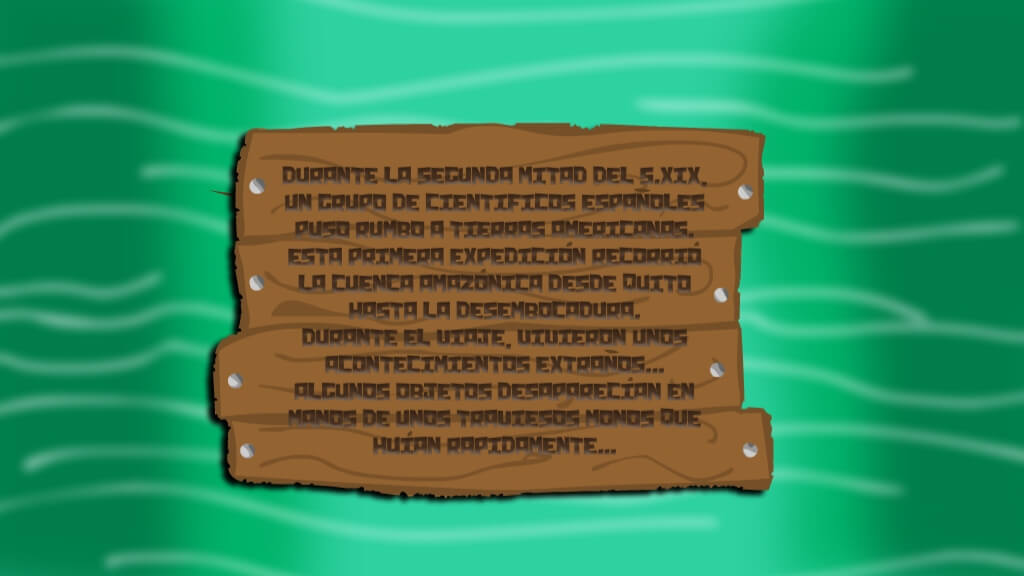 DURANTE LA SEGUNDA MITAD DEL S.XIX,
UN GRUPO DE CIENTIFICOS ESPAÑOLES
PUSO RUMBO A TIERRAS AMERICANAS.
ESTA PRIMERA EXPEDICIÓN RECORRIÓ
LA CUENCA AMAZÓNICA DESDE QUITO
HASTA LA DESEMBOCADURA.
DURANTE EL VIAJE, VIVIERON UNOS
ACONTECIMIENTOS EXTRAÑOS...
ALGUNOS OBJETOS DESAPARECÍAN EN
MANOS DE UNOS TRAVIESOS MONOS QUE
HUÍAN RAPIDAMENTE...